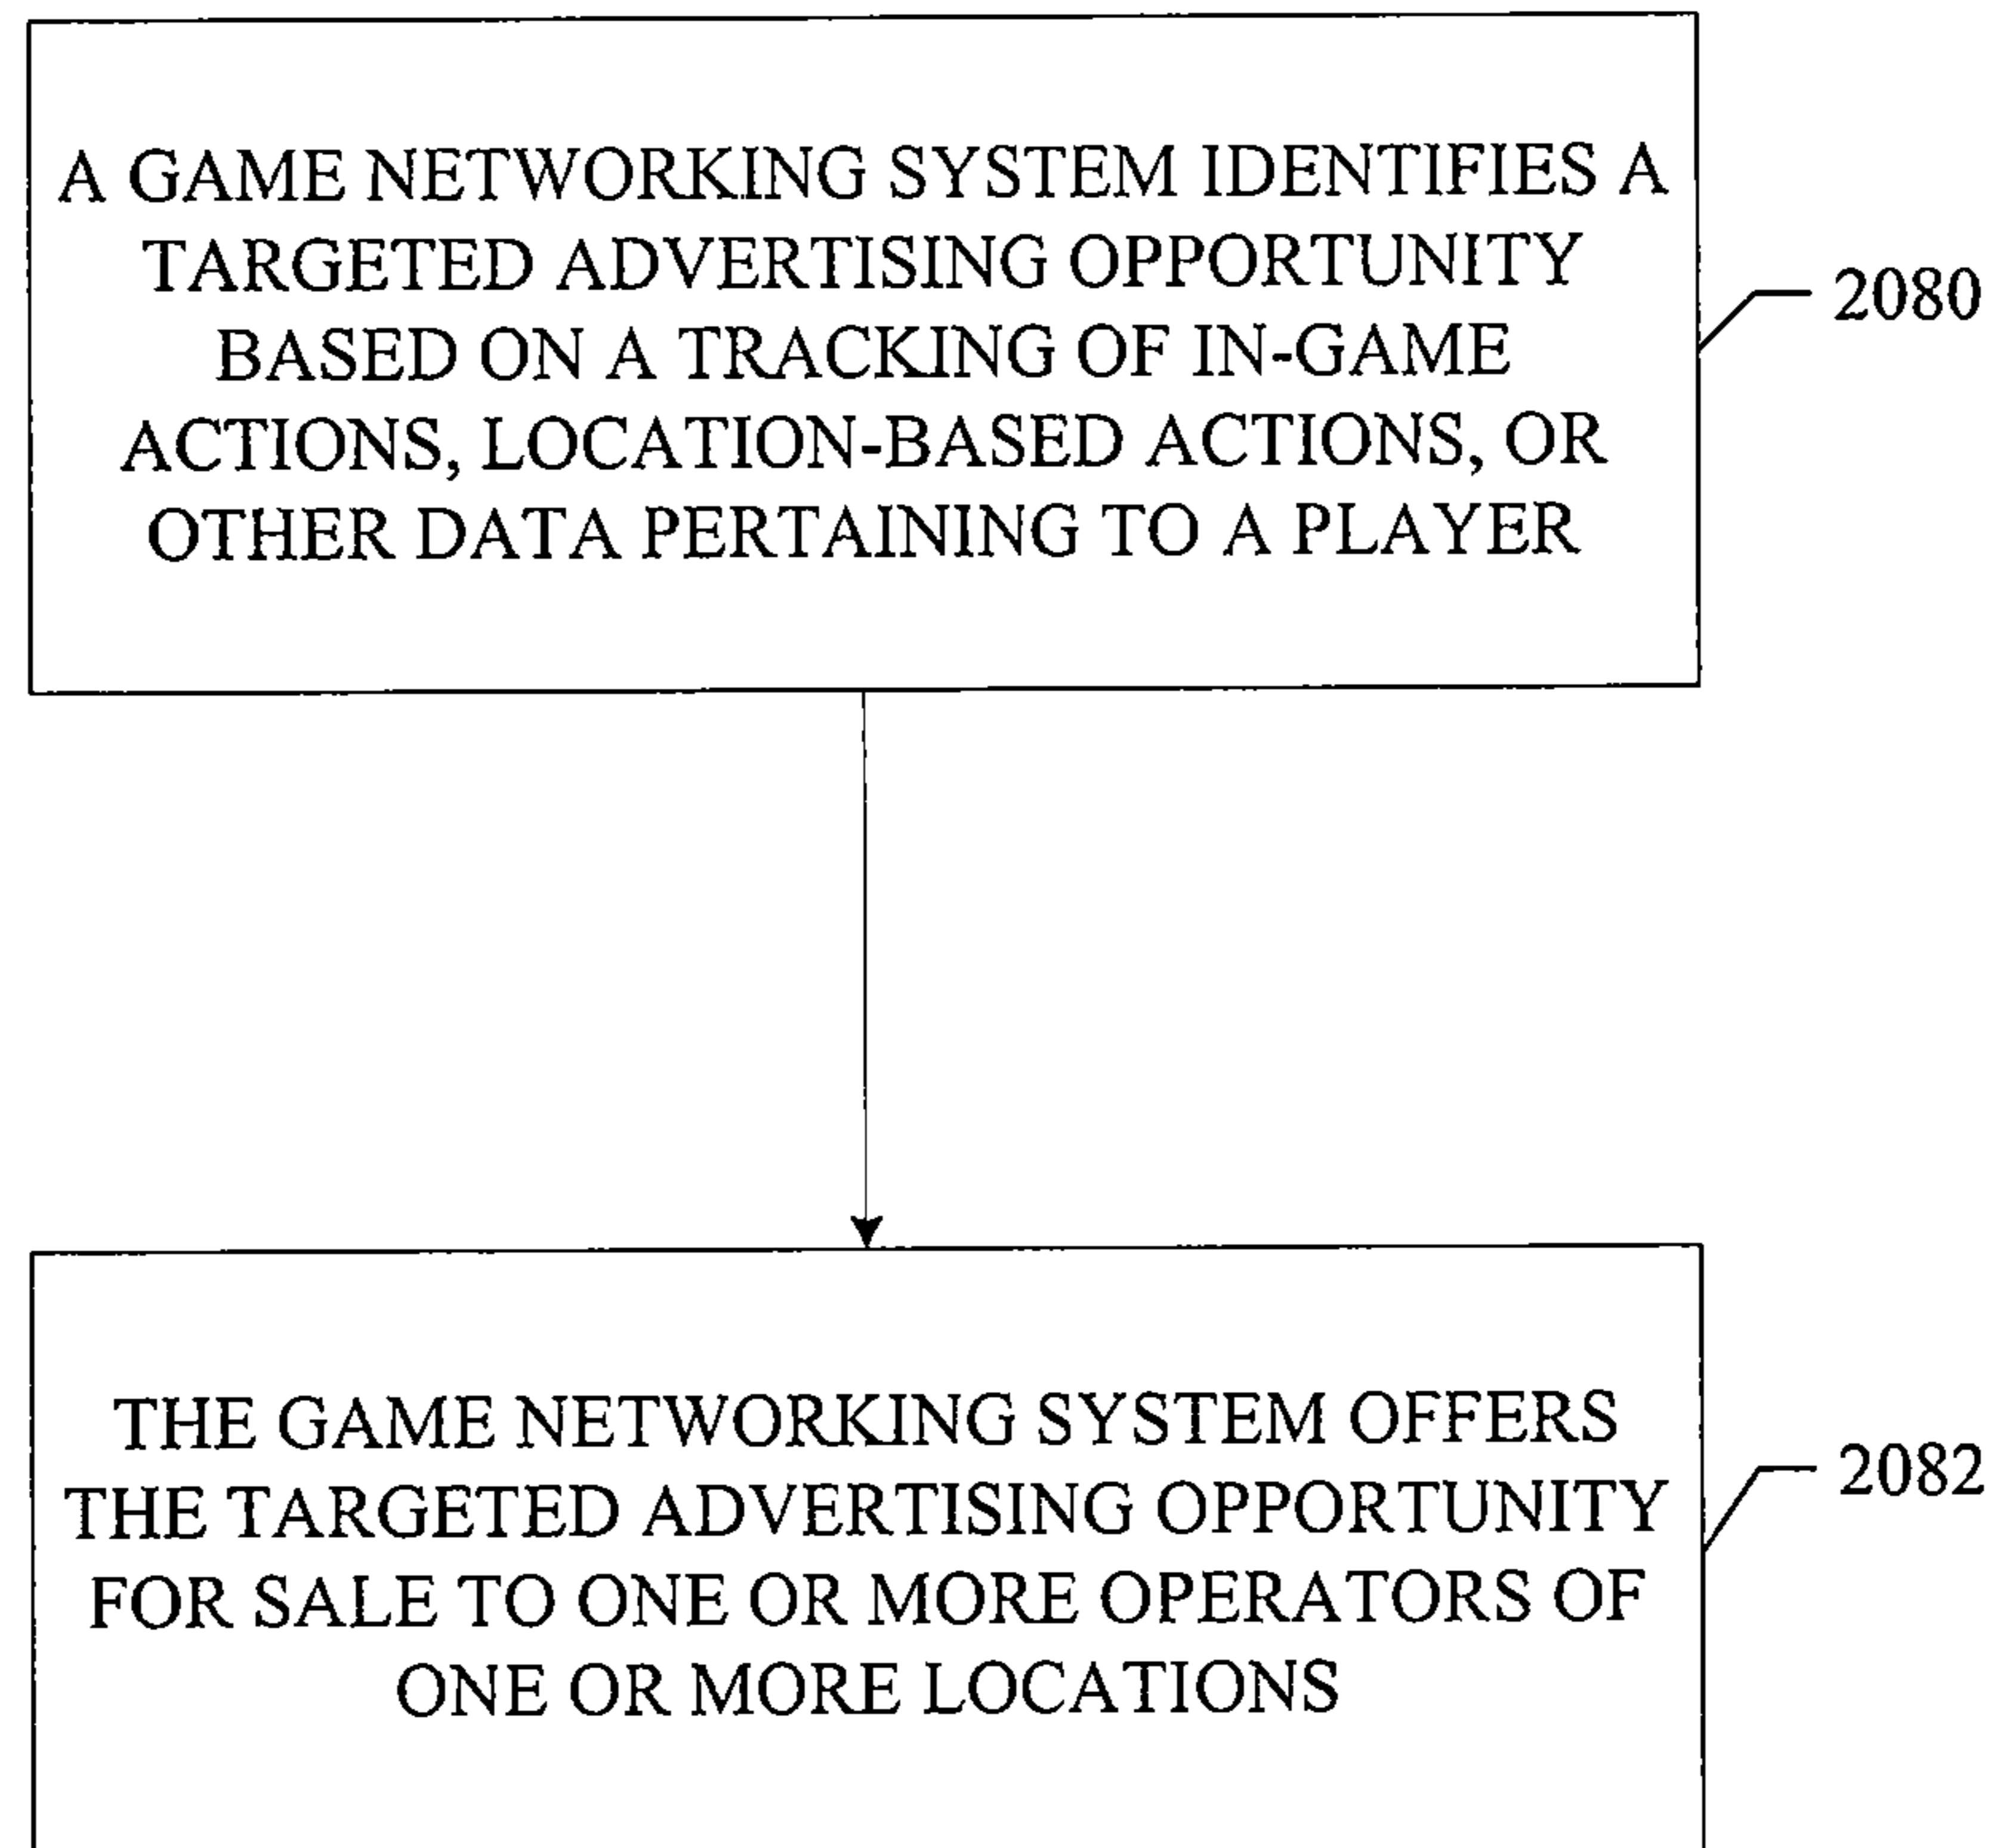 A GAME NETWORKING SYSTEM IDENTIFIES A
TARGETED ADVERTISING OPPORTUNITY
BASED ON A TRACKING OF IN-GAME
ACTIONS, LOCATION-BASED ACTIONS, OR
OTHER DATA PERTAINING TO A PLAYER
2080
THE GAME NETWORKING SYSTEM OFFERS
THE TARGETED ADVERTISING OPPORTUNITY
FOR SALE TO ONE OR MORE OPERATORS OF
ONE OR MORE LOCATIONS
2082